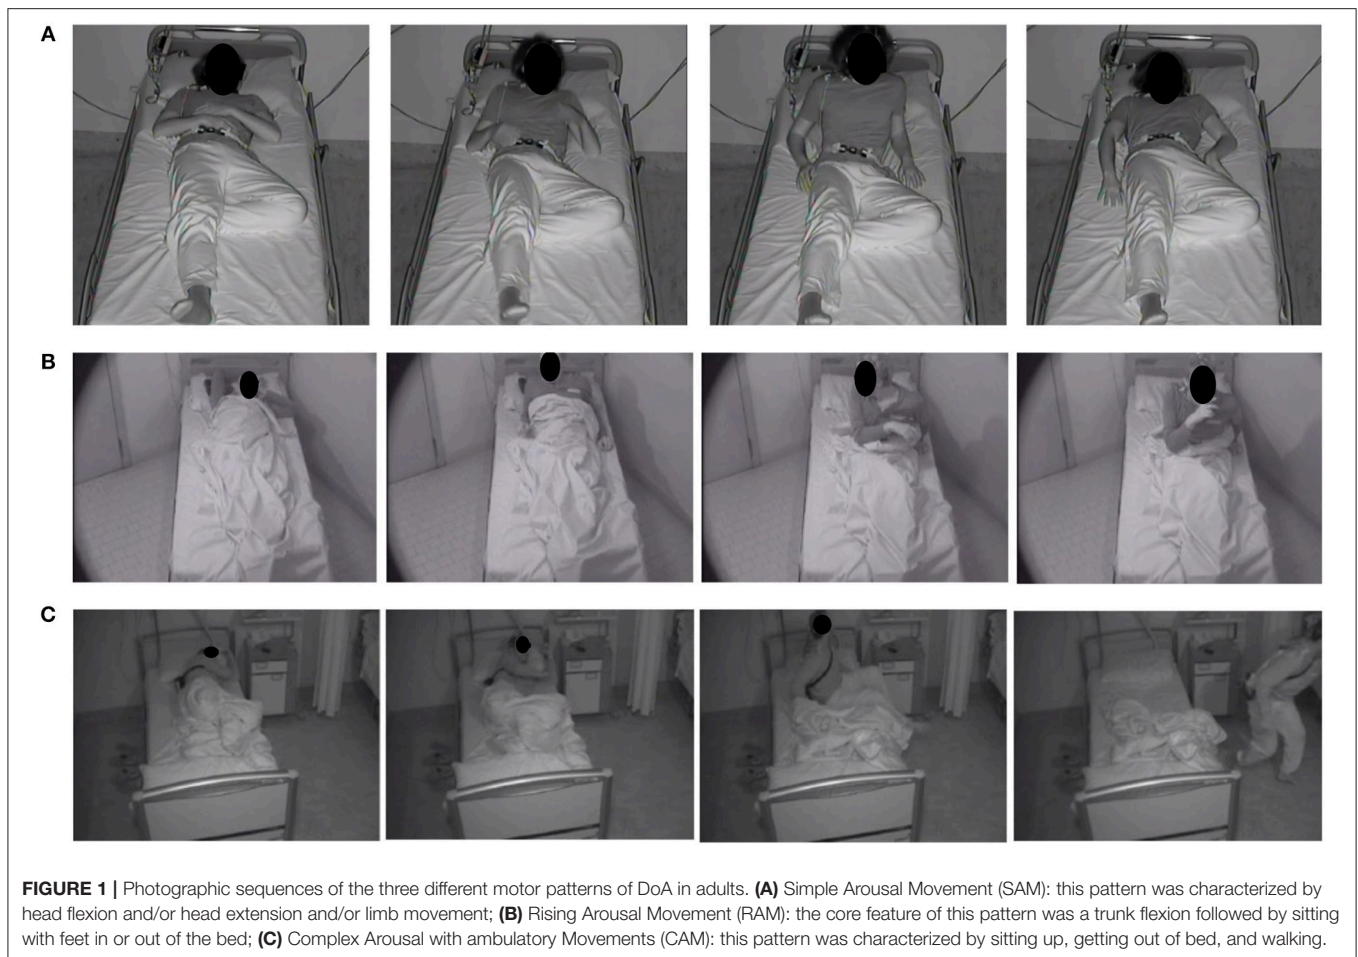 A
B
C
FIGURE 1 | Photographic sequences of the three different motor patterns of DoA in adults. (A) Simple Arousal Movement (SAM): this pattern was characterized by
head flexion and/or head extension and/or limb movement; (B) Rising Arousal Movement (RAM): the core feature of this pattern was a trunk flexion followed by sitting
with feet in or out of the bed; (C) Complex Arousal with ambulatory Movements (CAM): this pattern was characterized by sitting up, getting out of bed, and walking.